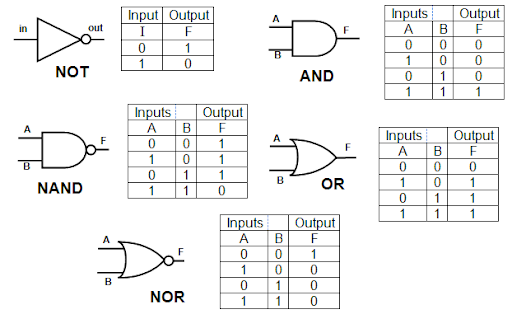 in out
NOT
Input Output
I F
0 1
1 0
A
B
F
AND
Inputs Output
A B F
0 0 0
1 0 0
0 1 0
1 1 1
A
B
F
NAND
Inputs Output
A B F
0 0 1
1 0 1
0 1 1
1 1 0
A
B
F
OR
Inputs Output
A B F
0 0 0
1 0 1
0 1 1
1 1 1
A
B
F
NOR
Inputs Output
A B F
0 0 1
1 0 0
0 1 0
1 1 0